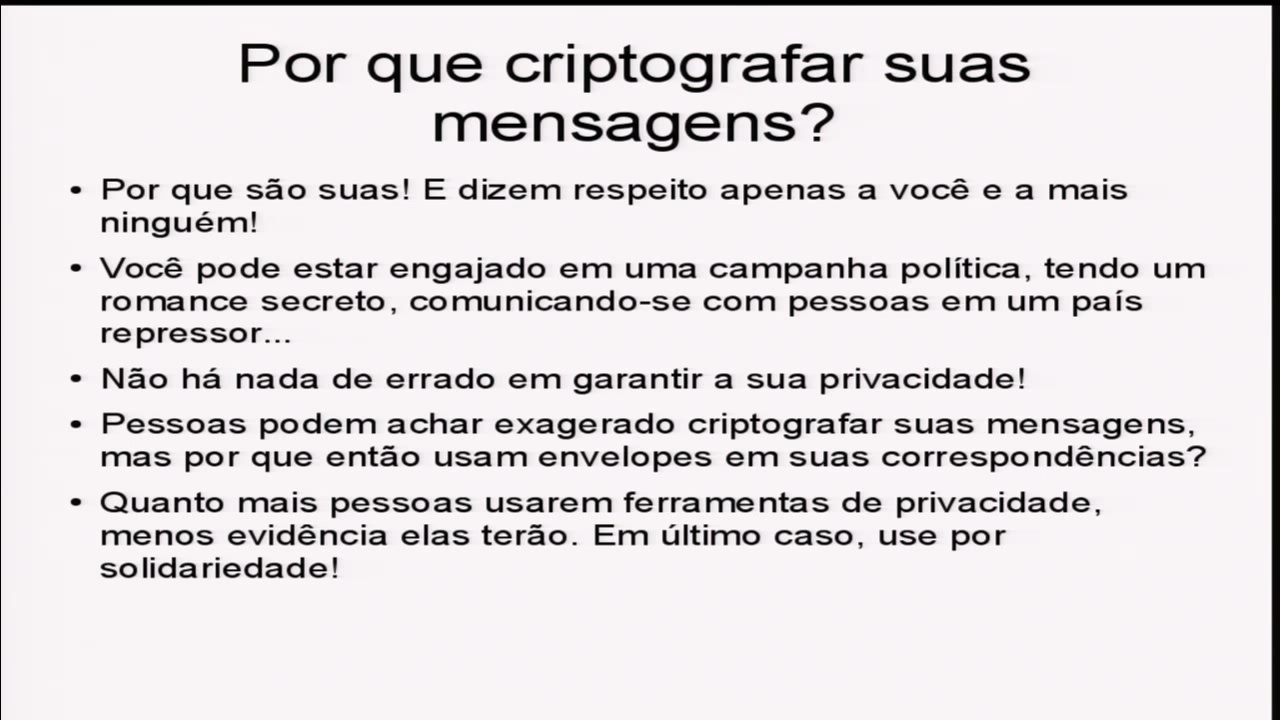 Por que criptografar suas
mensagens?
• Por que são suas! E dizem respeito apenas a você e a mais
ninguém!
• Você pode estar engajado em uma campanha política, tendo um
romance secreto, comunicando-se com pessoas em um país
repressor...
• Não há nada de errado em garantir a sua privacidade!
• Pessoas podem achar exagerado criptografar suas mensagens,
mas por que então usam envelopes em suas correspondências?
• Quanto mais pessoas usarem ferramentas de privacidade,
menos evidência elas terão. Em último caso, use por
solidariedade!